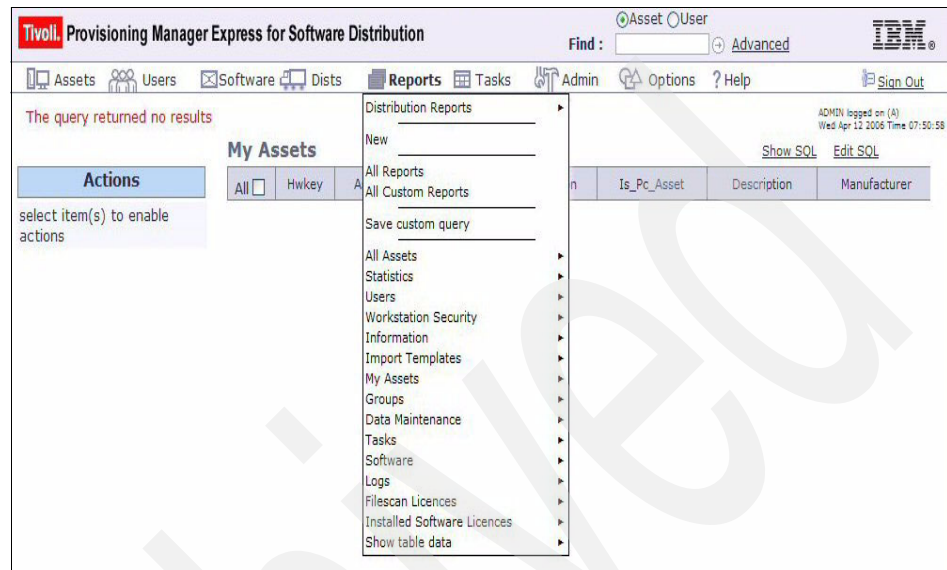 Tivoli. Provisioning Manager Express for Software Distribution
Asset User
Find : Advanced
IBM®
Assets Users Software Dists Reports Tasks Admin Options ? Help Sign Out
The query returned no results
ADMIN logged on (A)
Wed Apr 12 2006 Time 07:50:58
My Assets
Show SQL Edit SQL
Actions
All Hwkey A n Is_Pc_Asset Description Manufacturer
select item(s) to enable
actions
Distribution Reports
New
All Reports
All Custom Reports
Save custom query
All Assets
Statistics
Users
Workstation Security
Information
Import Templates
My Assets
Groups
Data Maintenance
Tasks
Software
Logs
Filescan Licences
Installed Software Licences
Show table data